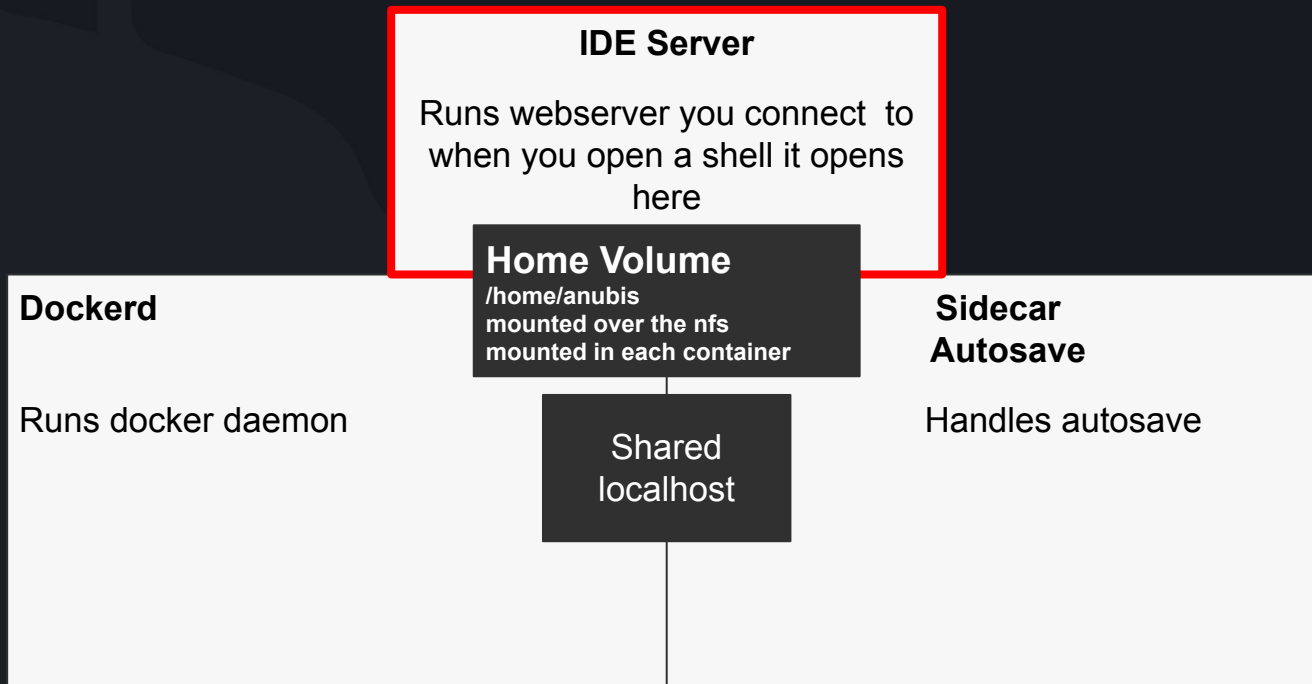 IDE Server
Runs webserver you connect  to
when you open a shell it opens
here
Home Volume
/home/anubis
mounted over the nfs
mounted in each container
Dockerd
Runs docker daemon
Shared
localhost
Sidecar
Autosave
Handles autosave